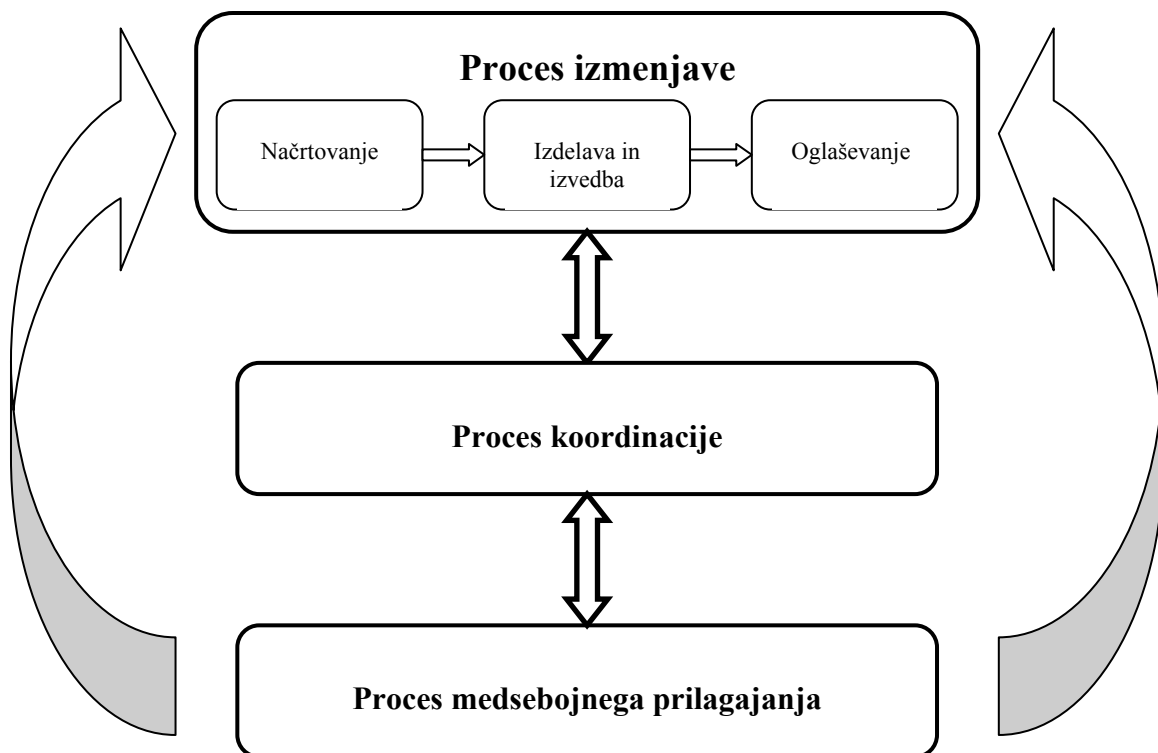 Proces izmenjave
Načrtovanje
Izdelava in
izvedba
Oglaševanje
Proces koordinacije
Proces medsebojnega prilagajanja